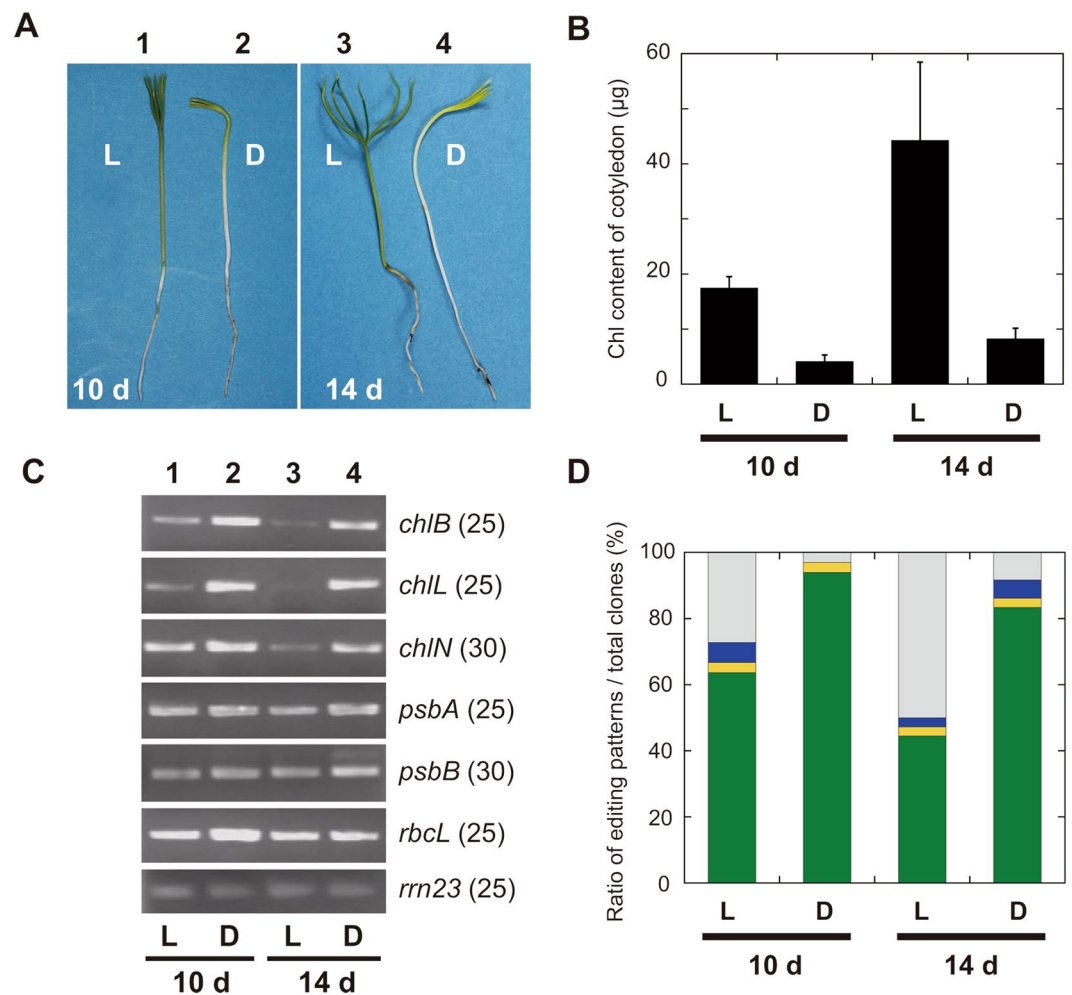 A
1 2 3 4
L D L D
10 d 14 d
B
Chl content of cotyledon (µg)
60
40
20
0
L D L D
10 d 14 d
C
1 2 3 4
chlB (25)
chlL (25)
chlN (30)
psbA (25)
psbB (30)
rbcL (25)
rrn23 (25)
L D L D
10 d 14 d
D
Ratio of editing patterns / total clones (%)
100
80
60
40
20
0
L D L D
10 d 14 d